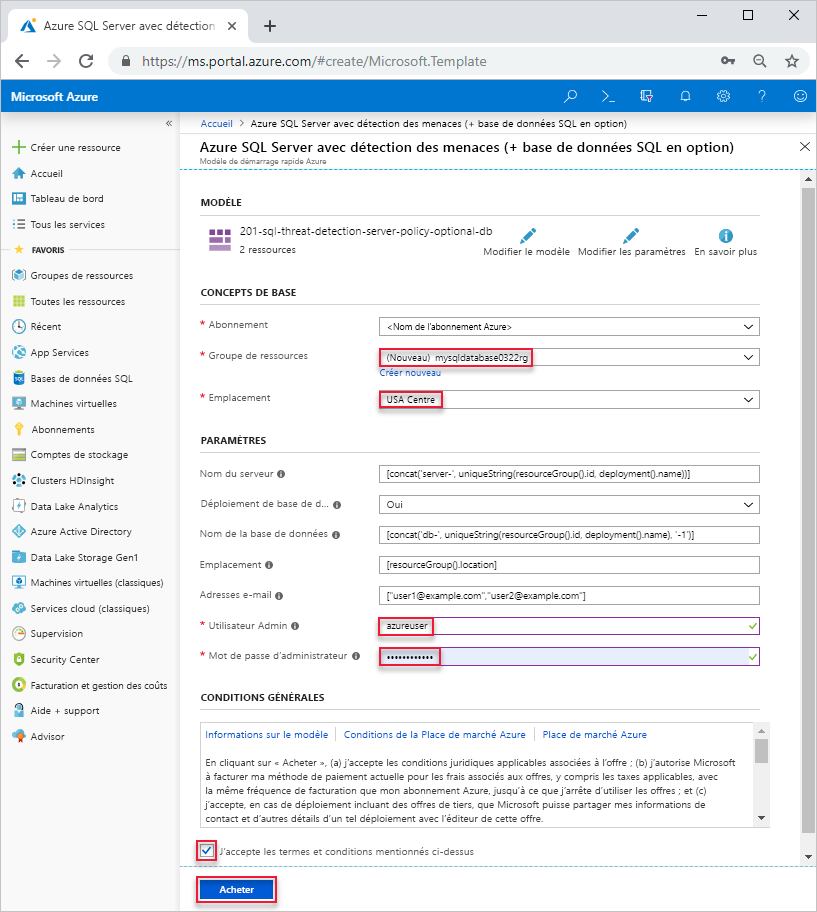 Azure SQL Server avec détection
https://ms.portal.azure.com/#create/Microsoft.Template
Microsoft Azure
Créer une ressource
Accueil
Tableau de bord
Tous les services
FAVORIS
Groupes de ressources
Toutes les ressources
Récent
App Services
Bases de données SQL
Machines virtuelles
Abonnements
Comptes de stockage
Clusters HDInsight
Data Lake Analytics
Azure Active Directory
Data Lake Storage Gen1
Machines virtuelles (classiques)
Services cloud (classiques)
Supervision
Security Center
Facturation et gestion des coûts
Aide + support
Advisor
Accueil > Azure SQL Server avec détection des menaces (+ base de données SQL en option)
Azure SQL Server avec détection des menaces (+ base de données SQL en option)
Modèle de démarrage rapide Azure
MODÈLE
201-sql-threat-detection-server-policy-optional-db
2 ressources
Modifier le modèle
Modifier les paramètres
En savoir plus
CONCEPTS DE BASE
* Abonnement
<Nom de l'abonnement Azure>
* Groupe de ressources
(Nouveau) mysqldatabase0322rg
Créer nouveau
* Emplacement
USA Centre
PARAMÈTRES
Nom du serveur
[concat('server-', uniqueString(resourceGroup().id, deployment().name))]
Déploiement de base de d...
Oui
Nom de la base de données
[concat('db-', uniqueString(resourceGroup().id, deployment().name), '-1')]
Emplacement
[resourceGroup().location]
Adresses e-mail
["user1@example.com","user2@example.com"]
* Utilisateur Admin
azureuser
* Mot de passe d'administrateur
••••••••••••
CONDITIONS GÉNÉRALES
Informations sur le modèle | Conditions de la Place de marché Azure | Place de marché Azure
En cliquant sur « Acheter », (a) j'accepte les conditions juridiques applicables associées à l'offre ; (b) j'autorise Microsoft
à facturer ma méthode de paiement actuelle pour les frais associés aux offres, y compris les taxes applicables, avec
la même fréquence de facturation que mon abonnement Azure, jusqu'à ce que j'arrête d'utiliser les offres ; et (c)
j'accepte, en cas de déploiement incluant des offres de tiers, que Microsoft puisse partager mes informations de
contact et d'autres détails d'un tel déploiement avec l'éditeur de cette offre.
J'accepte les termes et conditions mentionnés ci-dessus
Acheter